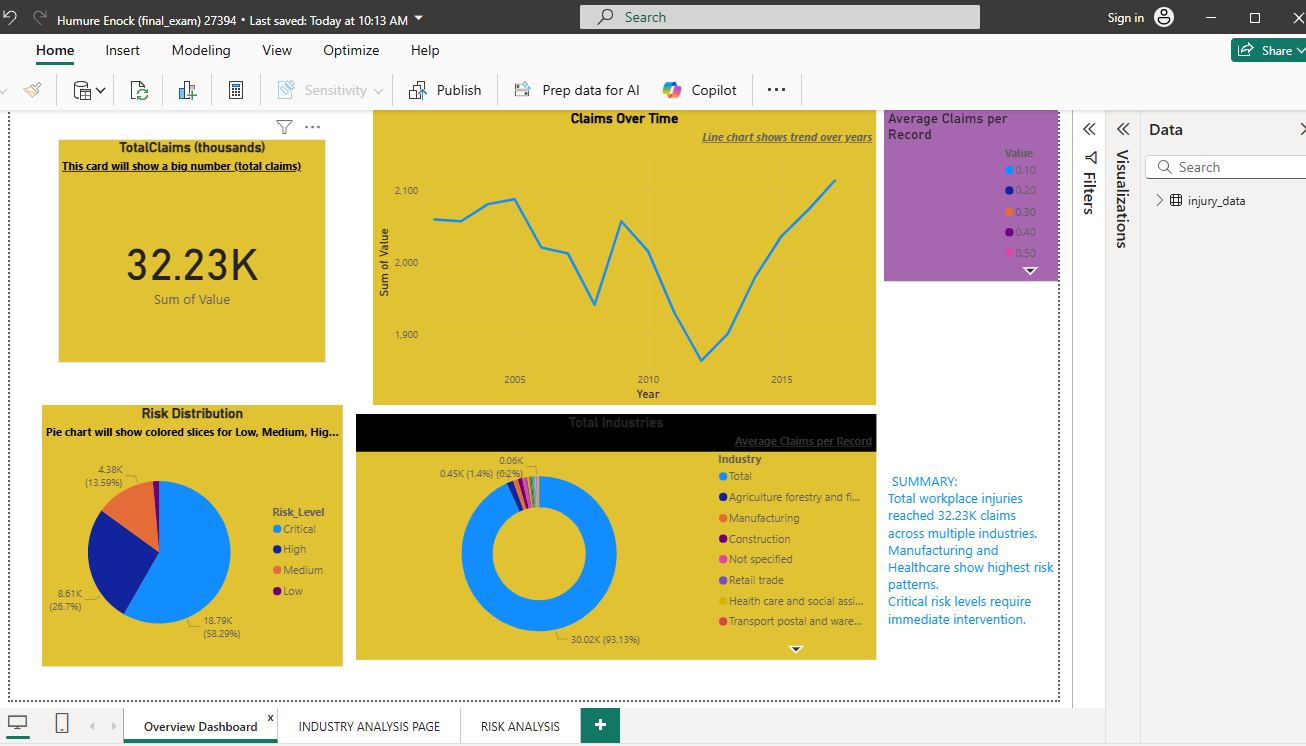 Humure Enock (final_exam) 27394 • Last saved: Today at 10:13 AM
Search
Sign in
Home
Insert
Modeling
View
Optimize
Help
Share
Sensitivity
Publish
Prep data for AI
Copilot
TotalClaims (thousands)
This card will show a big number (total claims)
32.23K
Sum of Value
Claims Over Time
Line chart shows trend over years
Sum of Value
2,100
2,000
1,900
2005
2010
2015
Year
Average Claims per
Record
Value
0.10
0.20
0.30
0.40
0.50
Filters
Visualizations
Data
Search
injury_data
Risk Distribution
Pie chart will show colored slices for Low, Medium, Hig...
4.38K
(13.59%)
8.61K
(26.7%)
18.79K
(58.29%)
Risk_Level
Critical
High
Medium
Low
Total Industries
Average Claims per Record
0.06K
(0.2%)
0.45K (1.4%)
30.02K (93.13%)
Industry
Total
Agriculture forestry and fi...
Manufacturing
Construction
Not specified
Retail trade
Health care and social assi...
Transport postal and ware...
SUMMARY:
Total workplace injuries
reached 32.23K claims
across multiple industries.
Manufacturing and
Healthcare show highest risk
patterns.
Critical risk levels require
immediate intervention.
Overview Dashboard
x
INDUSTRY ANALYSIS PAGE
RISK ANALYSIS
+